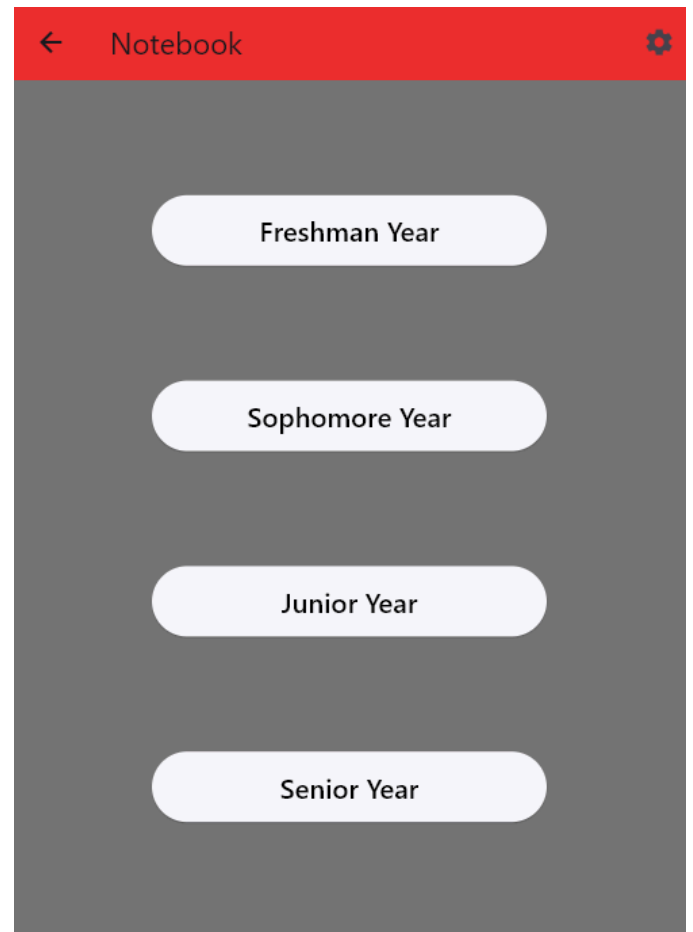 Notebook
Freshman Year
Sophomore Year
Junior Year
Senior Year